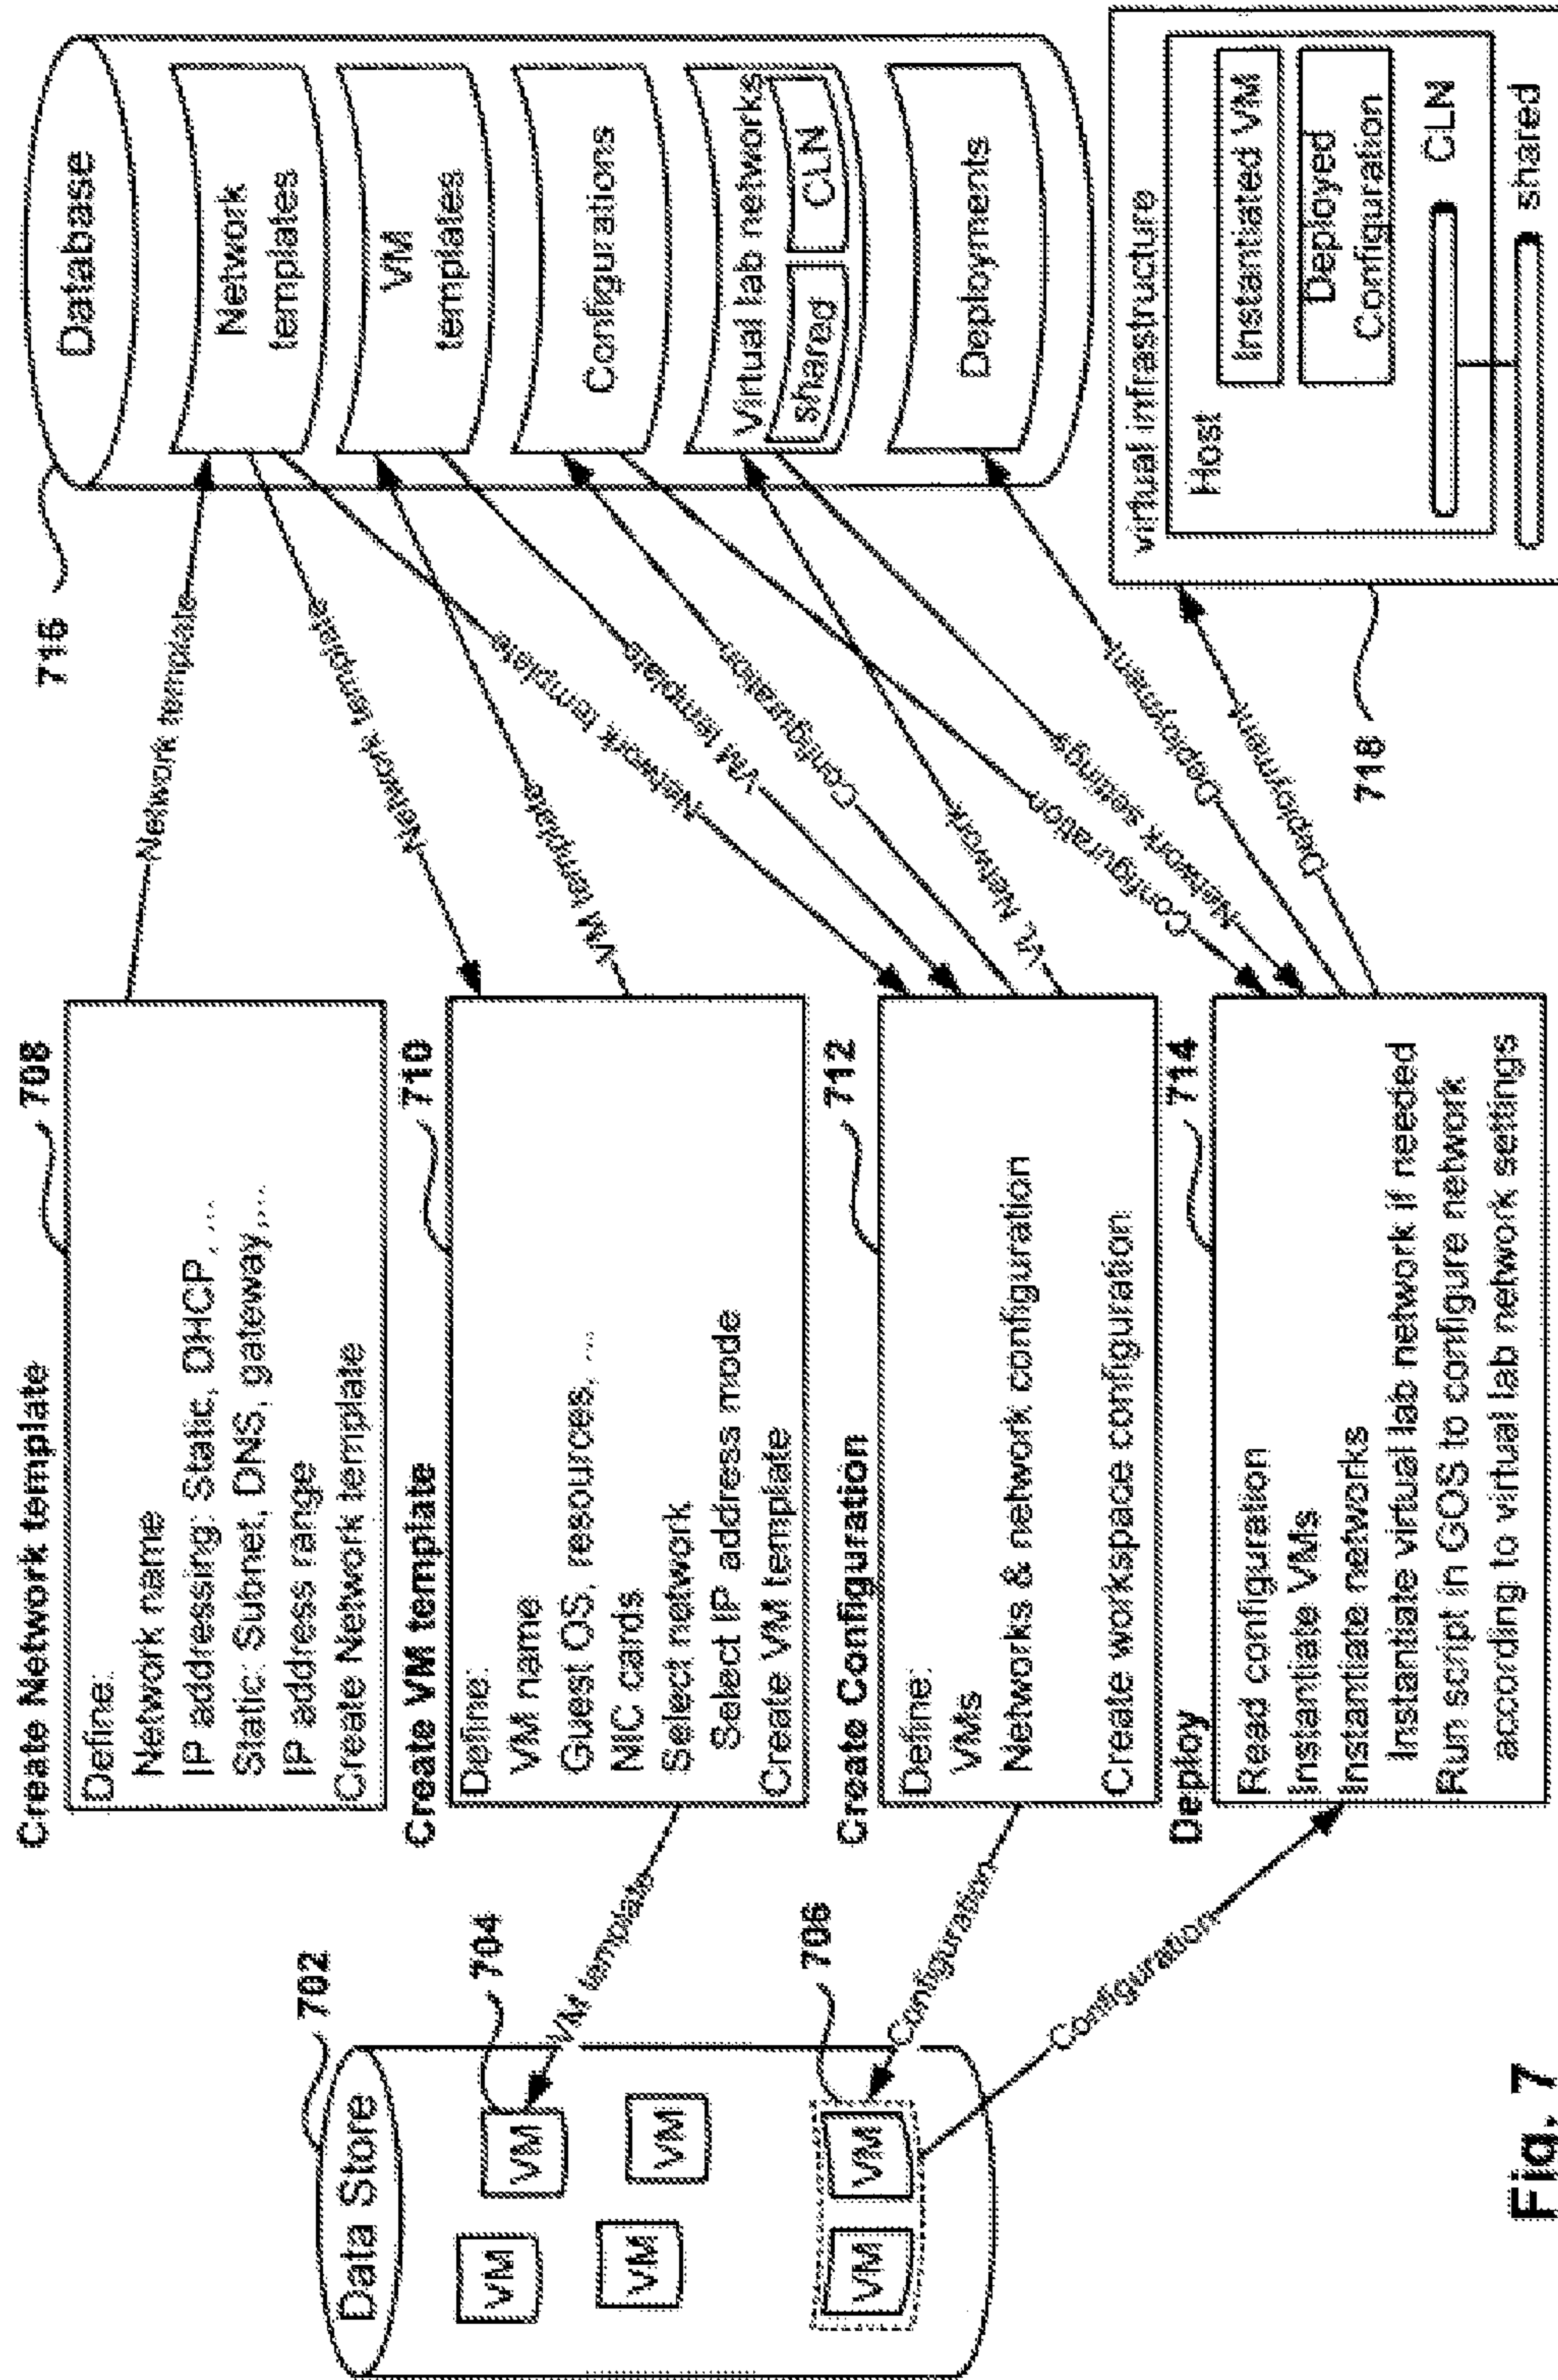 Data Store
702
VM
VM
704
VM
VM
VM
VM
706
VM template
Configuration
Configuration
Create Network template
708
Define:
Network name
IP addressing: Static, DHCP, ...
Static: Subnet, DNS, gateway,...
IP address range
Create Network template
Create VM template
710
Define:
VM name
Guest OS, resources, ...
NIC cards
Select network
Select IP address mode
Create VM template
Create Configuration
712
Define:
VMs
Networks & network configuration
Create workspace configuration
Deploy
714
Read configuration
Instantiate VMs
Instantiate networks
Instantiate virtual lab network if needed
Run script in GOS to configure network
according to virtual lab network settings
Network template
Network template
VM template
Network template
VM template
Configuration
VL Network
Configuration
Network settings
Deployment
Deployment
716
Database
Network
templates
VM
templates
Configurations
Virtual lab networks
shared
CLN
Deployments
718
virtual infrastructure
Host
Instantiated VM
Deployed
Configuration
CLN
shared
Fig. 7